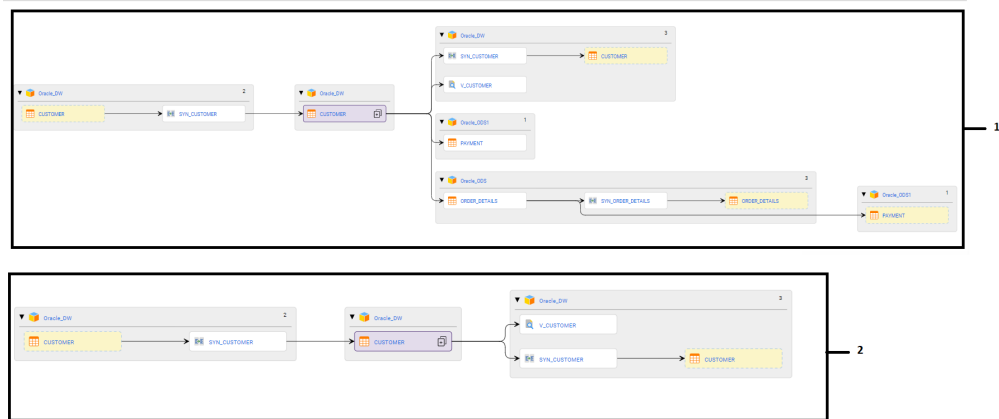 Oracle_DW 3
SYN_CUSTOMER CUSTOMER
V_CUSTOMER
Oracle_DW 2
CUSTOMER SYN_CUSTOMER
Oracle_DW
CUSTOMER
Oracle_ODS1 1
PAYMENT
1
Oracle_ODS 3
ORDER_DETAILS SYN_ORDER_DETAILS ORDER_DETAILS
Oracle_ODS1 1
PAYMENT
Oracle_DW 2
CUSTOMER SYN_CUSTOMER
Oracle_DW
CUSTOMER
Oracle_DW 3
V_CUSTOMER
SYN_CUSTOMER CUSTOMER
2